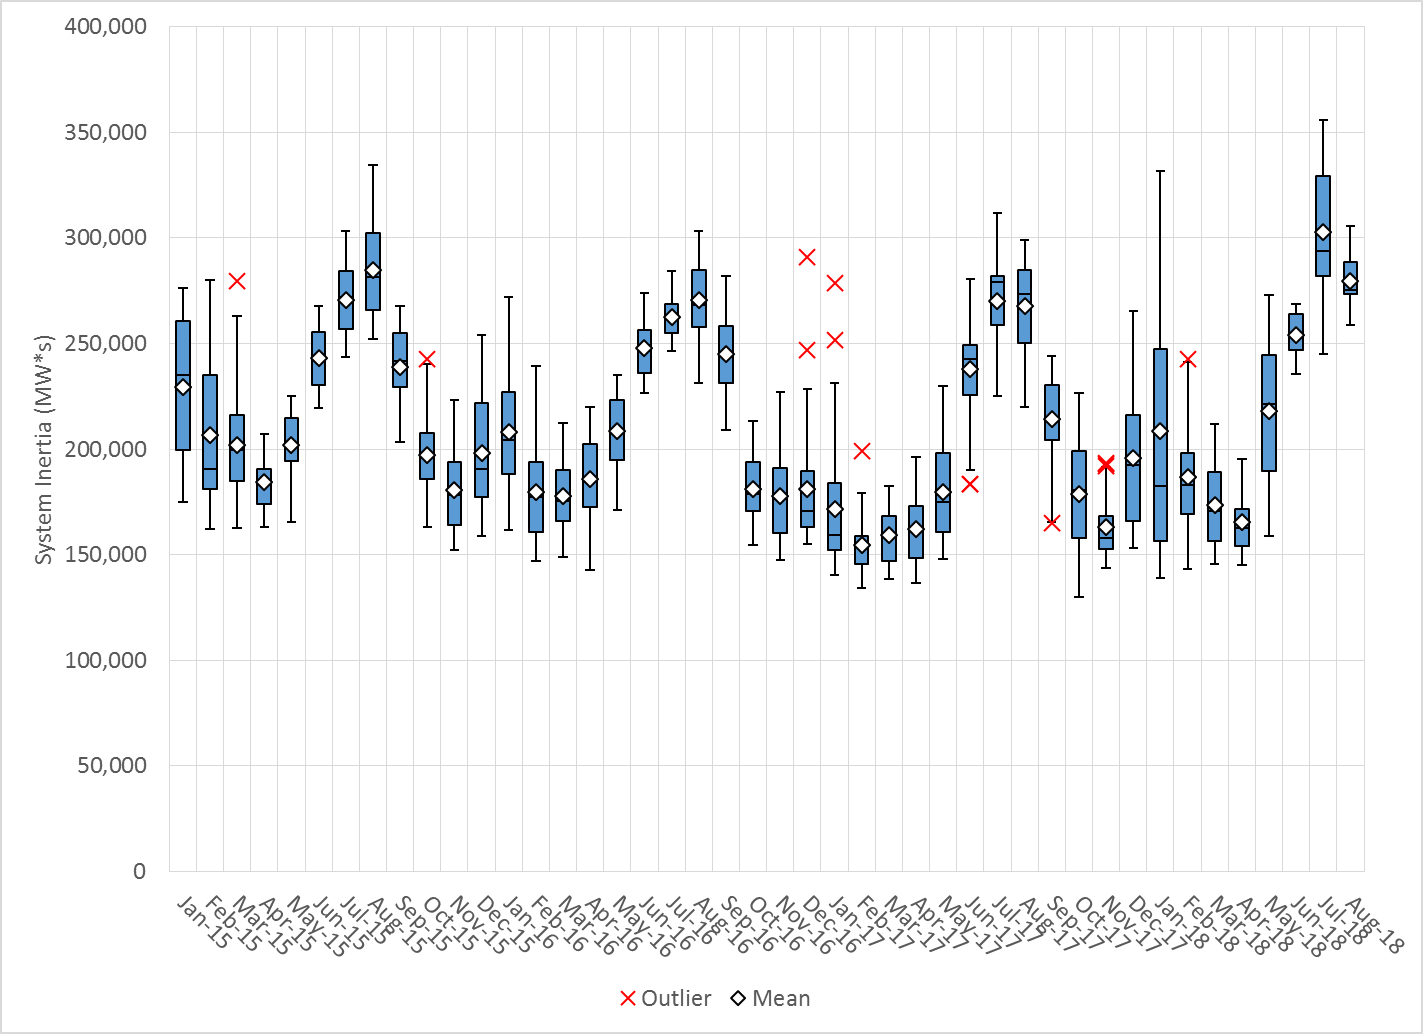 400,000
350,000
300,000
250,000
200,000
150,000
100,000
50,000
0
System Inertia (MW*s)
Jan-15
Feb-15
Mar-15
Apr-15
May-15
Jun-15
Jul-15
Aug-15
Sep-15
Oct-15
Nov-15
Dec-15
Jan-16
Feb-16
Mar-16
Apr-16
May-16
Jun-16
Jul-16
Aug-16
Sep-16
Oct-16
Nov-16
Dec-16
Jan-17
Feb-17
Mar-17
Apr-17
May-17
Jun-17
Jul-17
Aug-17
Sep-17
Oct-17
Nov-17
Dec-17
Jan-18
Feb-18
Mar-18
Apr-18
May-18
Jun-18
Jul-18
Aug-18
Outlier
Mean